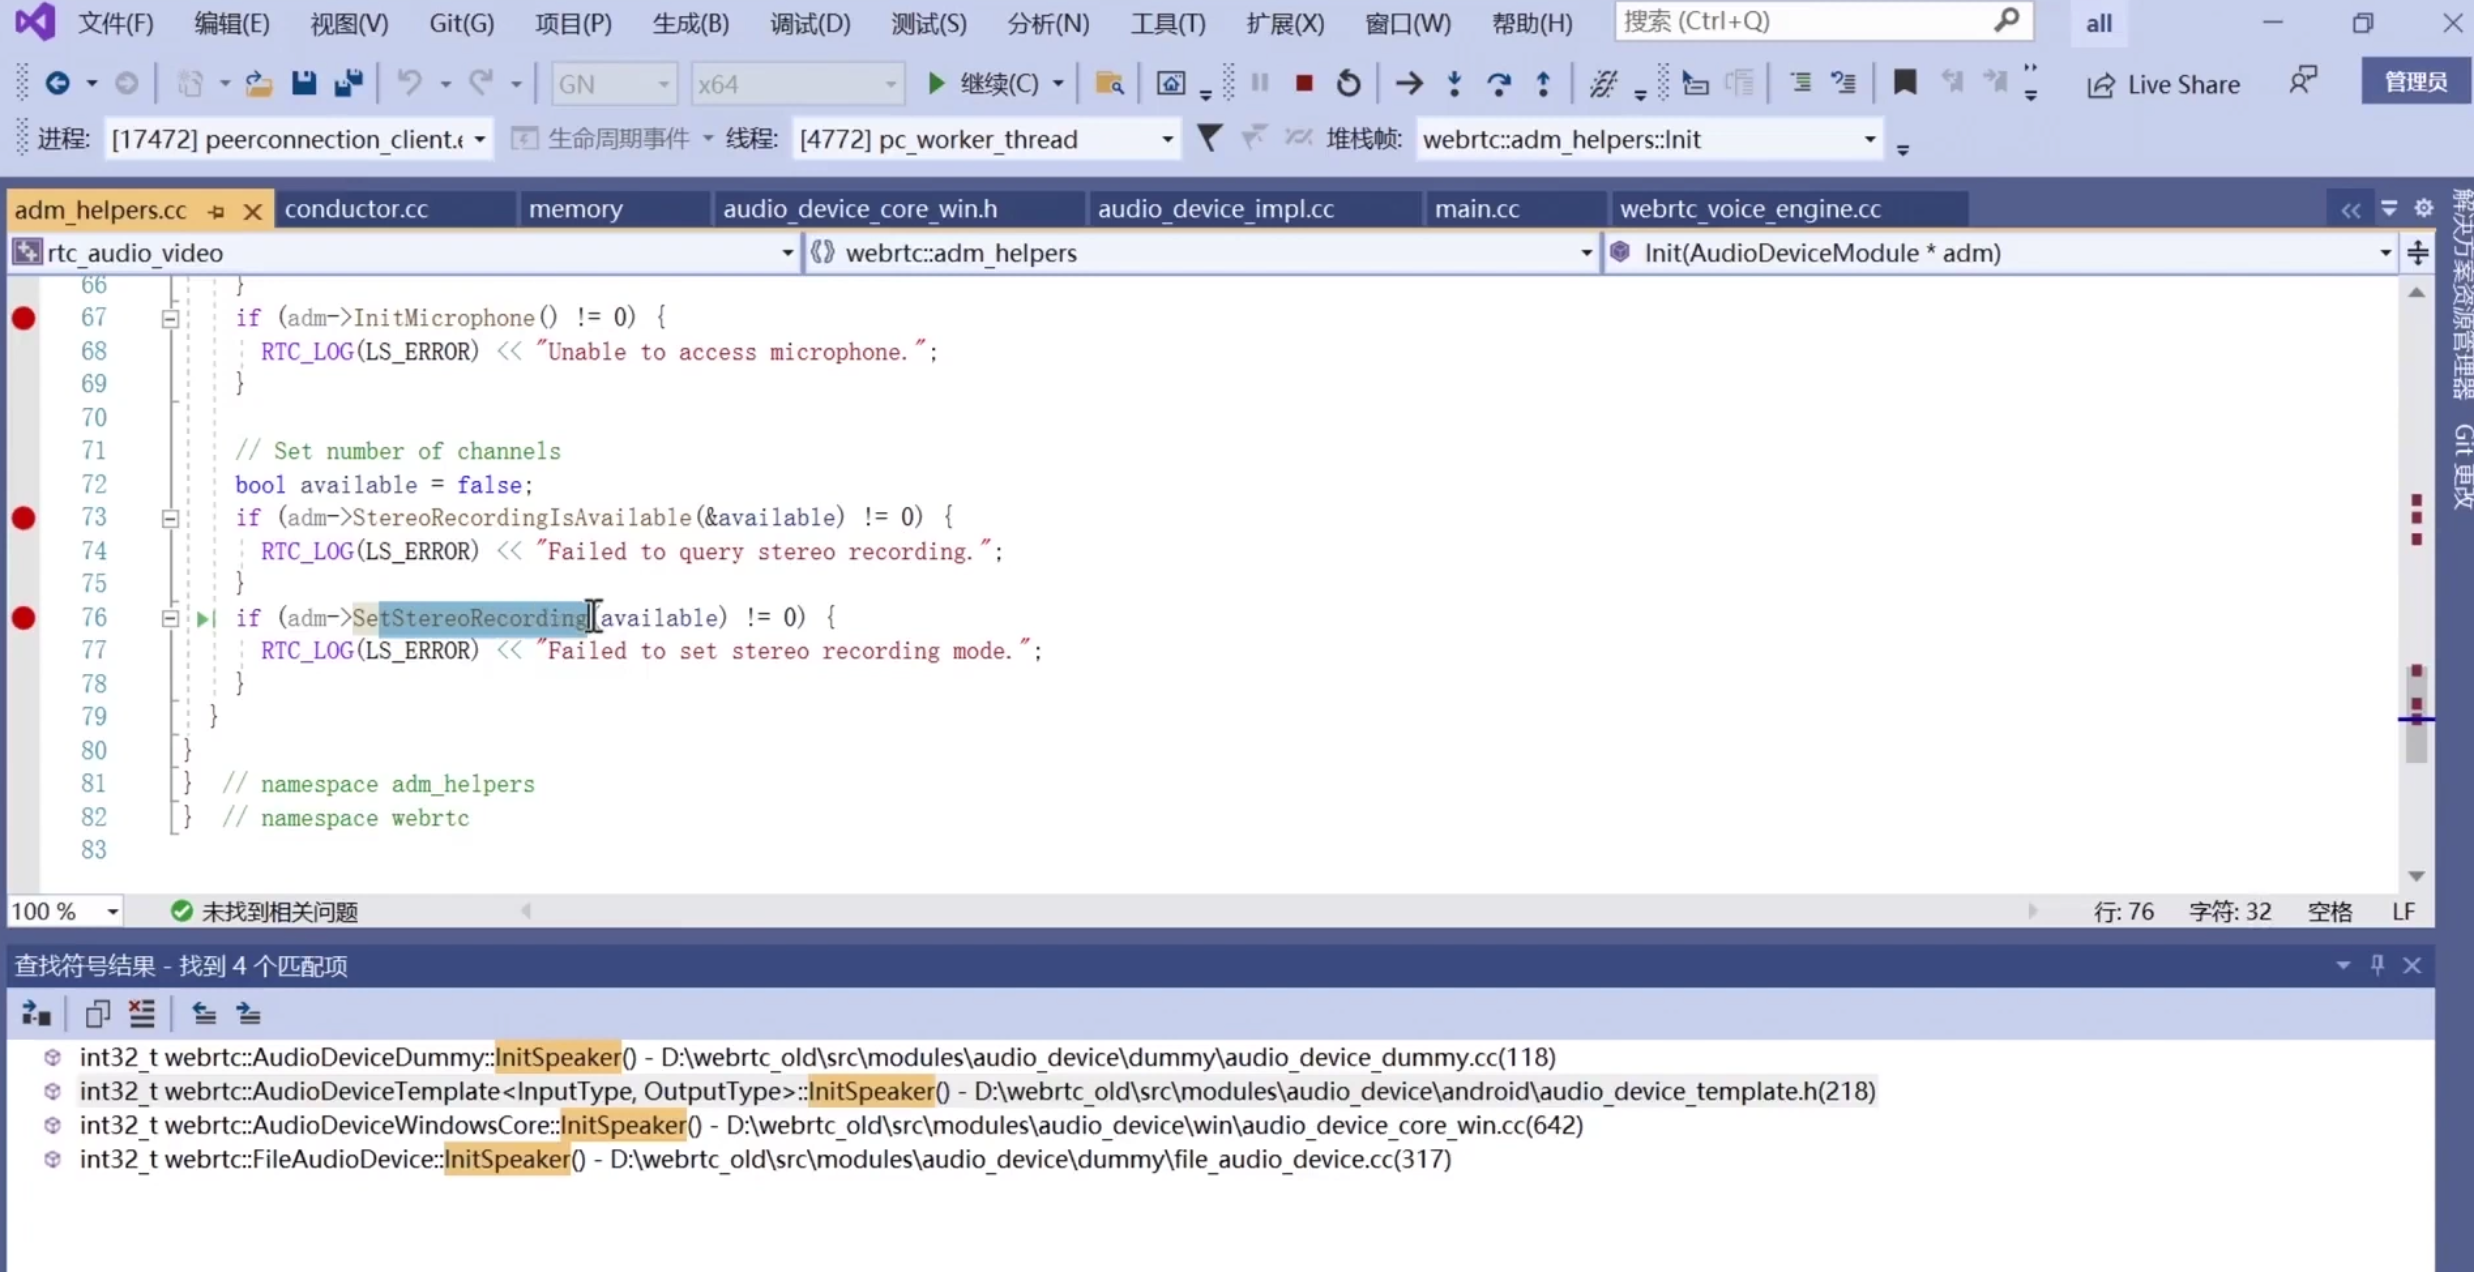 文件(F) 编辑(E) 视图(V) Git(G) 项目(P) 生成(B) 调试(D) 测试(S) 分析(N) 工具(T) 扩展(X) 窗口(W) 帮助(H) 搜索 (Ctrl+Q) all
GN x64 继续(C) Live Share 管理员
进程: [17472] peerconnection_client.e 生命周期事件 线程: [4772] pc_worker_thread 堆栈帧: webrtc::adm_helpers::Init
adm_helpers.cc conductor.cc memory audio_device_core_win.h audio_device_impl.cc main.cc webrtc_voice_engine.cc
rtc_audio_video webrtc::adm_helpers Init(AudioDeviceModule * adm)
66 }
67 if (adm->InitMicrophone() != 0) {
68 RTC_LOG(LS_ERROR) << "Unable to access microphone.";
69 }
70
71 // Set number of channels
72 bool available = false;
73 if (adm->StereoRecordingIsAvailable(&available) != 0) {
74 RTC_LOG(LS_ERROR) << "Failed to query stereo recording.";
75 }
76 if (adm->SetStereoRecording(available) != 0) {
77 RTC_LOG(LS_ERROR) << "Failed to set stereo recording mode.";
78 }
79 }
80 }
81 } // namespace adm_helpers
82 } // namespace webrtc
83
100 % 未找到相关问题 行: 76 字符: 32 空格 LF
查找符号结果 - 找到 4 个匹配项
int32_t webrtc::AudioDeviceDummy::InitSpeaker() - D:\webrtc_old\src\modules\audio_device\dummy\audio_device_dummy.cc(118)
int32_t webrtc::AudioDeviceTemplate<InputType, OutputType>::InitSpeaker() - D:\webrtc_old\src\modules\audio_device\android\audio_device_template.h(218)
int32_t webrtc::AudioDeviceWindowsCore::InitSpeaker() - D:\webrtc_old\src\modules\audio_device\win\audio_device_core_win.cc(642)
int32_t webrtc::FileAudioDevice::InitSpeaker() - D:\webrtc_old\src\modules\audio_device\dummy\file_audio_device.cc(317)
解决方案资源管理器
Git 更改